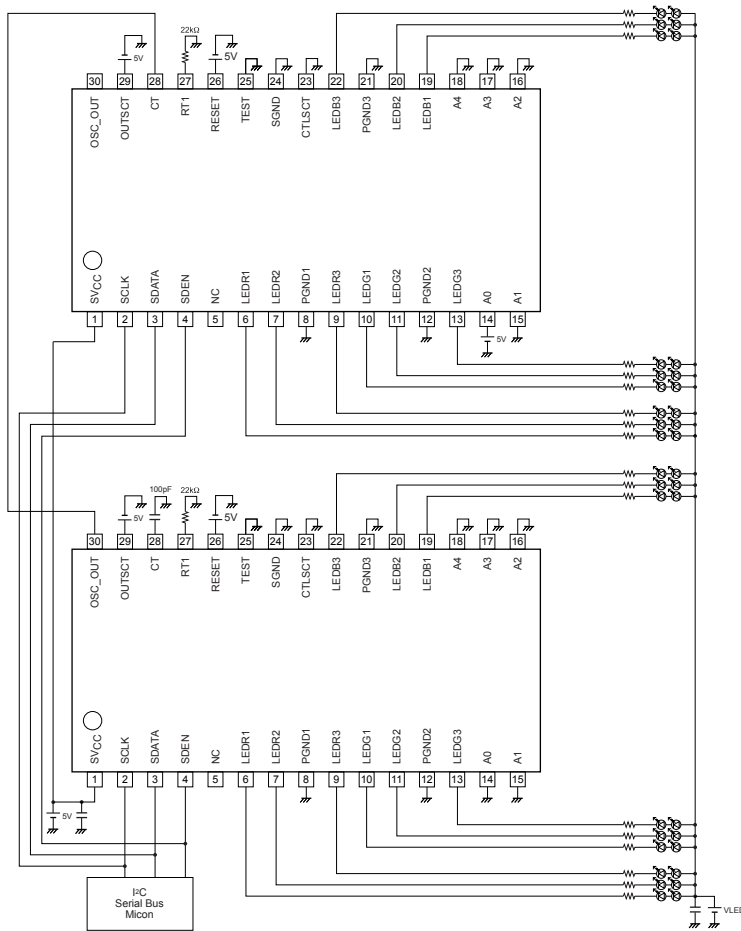 22kΩ
5V
5V
30 29 28 27 26 25 24 23 22 21 20 19 18 17 16
OSC_OUT OUTSCT CT RT1 RESET TEST SGND CTLSCT LEDB3 PGND3 LEDB2 LEDB1 A4 A3 A2
SVCC SCLK SDATA SDEN NC LEDR1 LEDR2 PGND1 LEDR3 LEDG1 LEDG2 PGND2 LEDG3 A0 A1
1 2 3 4 5 6 7 8 9 10 11 12 13 14 15
5V
100pF 22kΩ
5V
5V
30 29 28 27 26 25 24 23 22 21 20 19 18 17 16
OSC_OUT OUTSCT CT RT1 RESET TEST SGND CTLSCT LEDB3 PGND3 LEDB2 LEDB1 A4 A3 A2
SVCC SCLK SDATA SDEN NC LEDR1 LEDR2 PGND1 LEDR3 LEDG1 LEDG2 PGND2 LEDG3 A0 A1
1 2 3 4 5 6 7 8 9 10 11 12 13 14 15
5V
I²C
Serial Bus
Micon
VLED